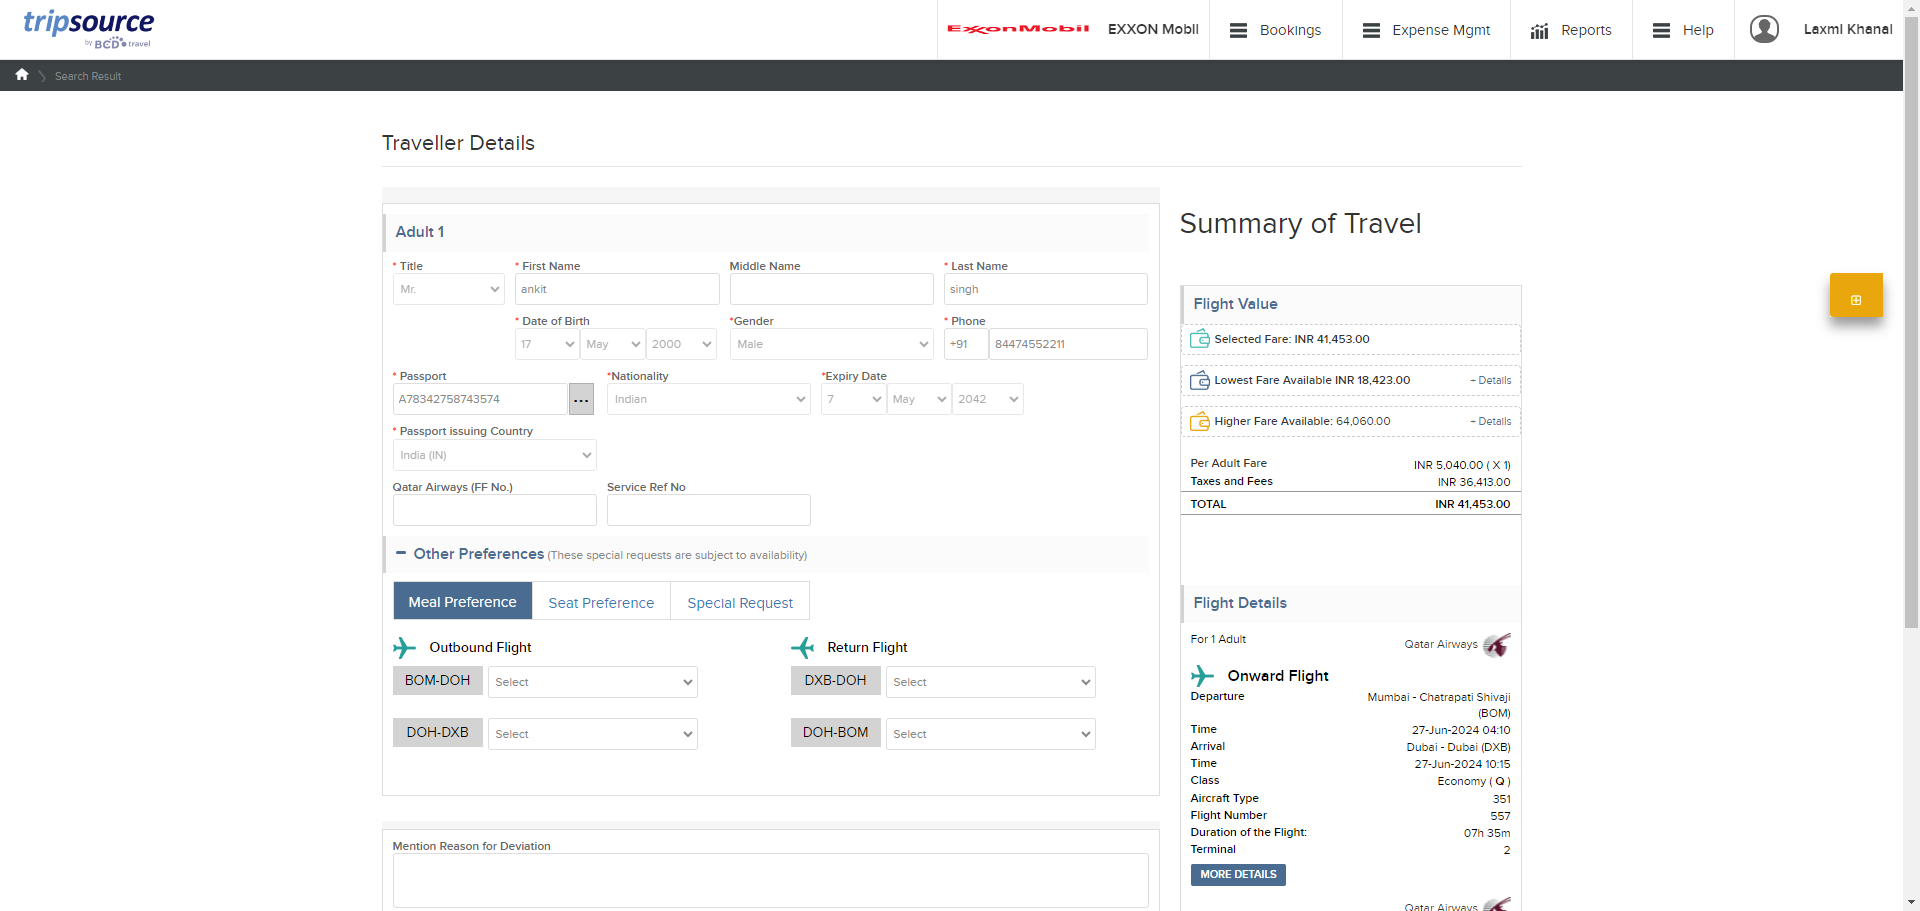 tripsource
by BCD travel
ExxonMobil EXXON Mobil
Bookings
Expense Mgmt
Reports
Help
Laxmi Khanal
Search Result
Traveller Details
Adult 1
* Title
* First Name
Middle Name
* Last Name
Mr.
ankit
singh
* Date of Birth
*Gender
* Phone
17
May
2000
Male
+91
84474552211
* Passport
*Nationality
*Expiry Date
A78342758743574
...
Indian
7
May
2042
* Passport issuing Country
India (IN)
Qatar Airways (FF No.)
Service Ref No
Other Preferences (These special requests are subject to availability)
Meal Preference
Seat Preference
Special Request
Outbound Flight
Return Flight
BOM-DOH
Select
DXB-DOH
Select
DOH-DXB
Select
DOH-BOM
Select
Mention Reason for Deviation
Summary of Travel
Flight Value
Selected Fare: INR 41,453.00
Lowest Fare Available INR 18,423.00 + Details
Higher Fare Available: 64,060.00 + Details
Per Adult Fare INR 5,040.00 ( X 1)
Taxes and Fees INR 36,413.00
TOTAL INR 41,453.00
Flight Details
For 1 Adult Qatar Airways
Onward Flight
Departure Mumbai - Chatrapati Shivaji
(BOM)
Time 27-Jun-2024 04:10
Arrival Dubai - Dubai (DXB)
Time 27-Jun-2024 10:15
Class Economy ( Q )
Aircraft Type 351
Flight Number 557
Duration of the Flight: 07h 35m
Terminal 2
MORE DETAILS
Qatar Airways